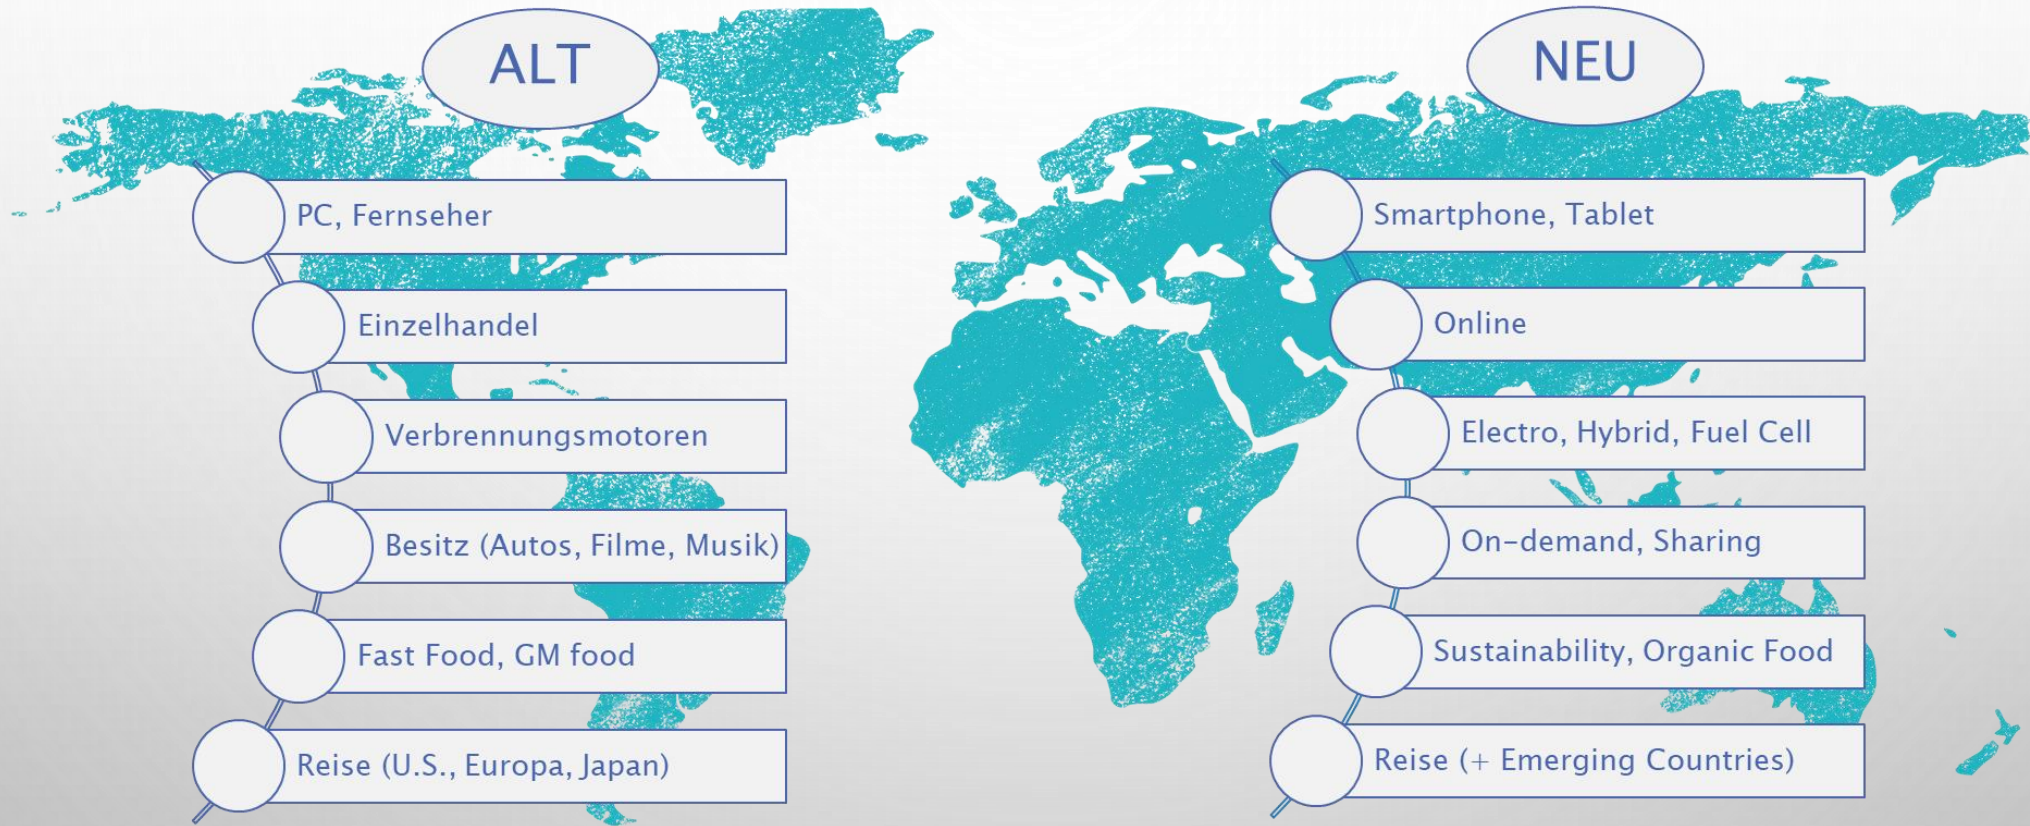 ALT
PC, Fernseher
Einzelhandel
Verbrennungsmotoren
Besitz (Autos, Filme, Musik)
Fast Food, GM food
Reise (U.S., Europa, Japan)
NEU
Smartphone, Tablet
Online
Electro, Hybrid, Fuel Cell
On-demand, Sharing
Sustainability, Organic Food
Reise (+ Emerging Countries)